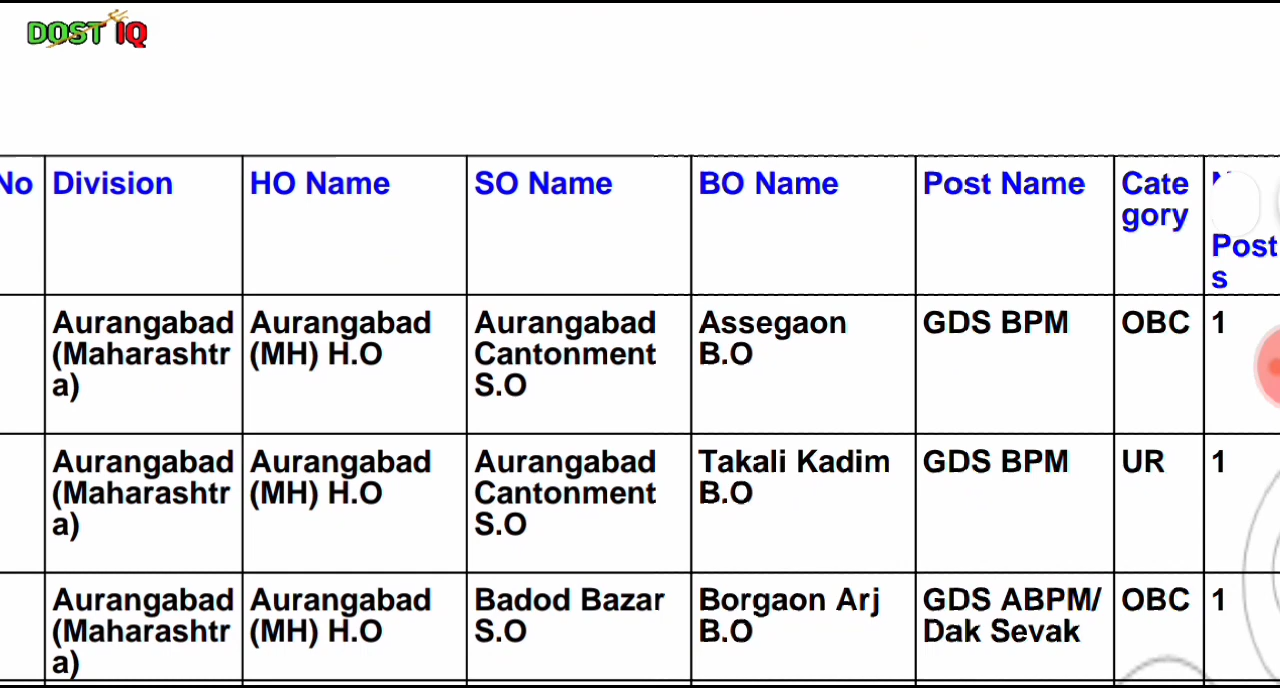 DOST IQ
No Division HO Name SO Name BO Name Post Name Cate
gory
Post
s
Aurangabad Aurangabad Aurangabad Assegaon GDS BPM OBC 1
(Maharashtr (MH) H.O Cantonment B.O
a) S.O
Aurangabad Aurangabad Aurangabad Takali Kadim GDS BPM UR 1
(Maharashtr (MH) H.O Cantonment B.O
a) S.O
Aurangabad Aurangabad Badod Bazar Borgaon Arj GDS ABPM/ OBC 1
(Maharashtr (MH) H.O S.O B.O Dak Sevak
a)